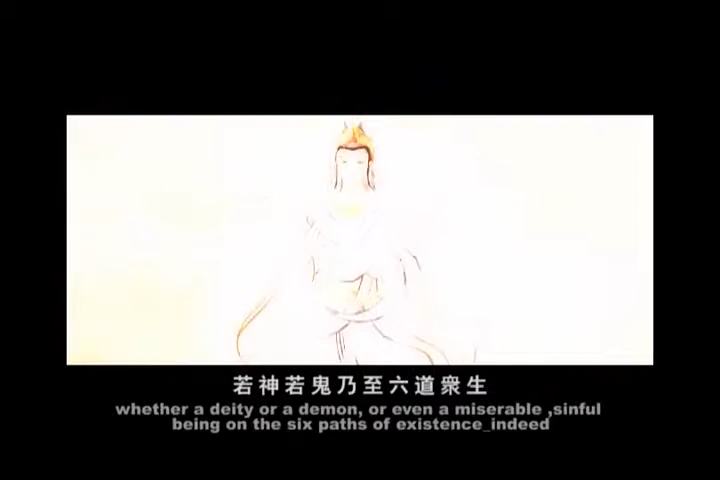 若神若鬼乃至六道衆生
whether a deity or a demon, or even a miserable ,sinful
being on the six paths of existence_indeed